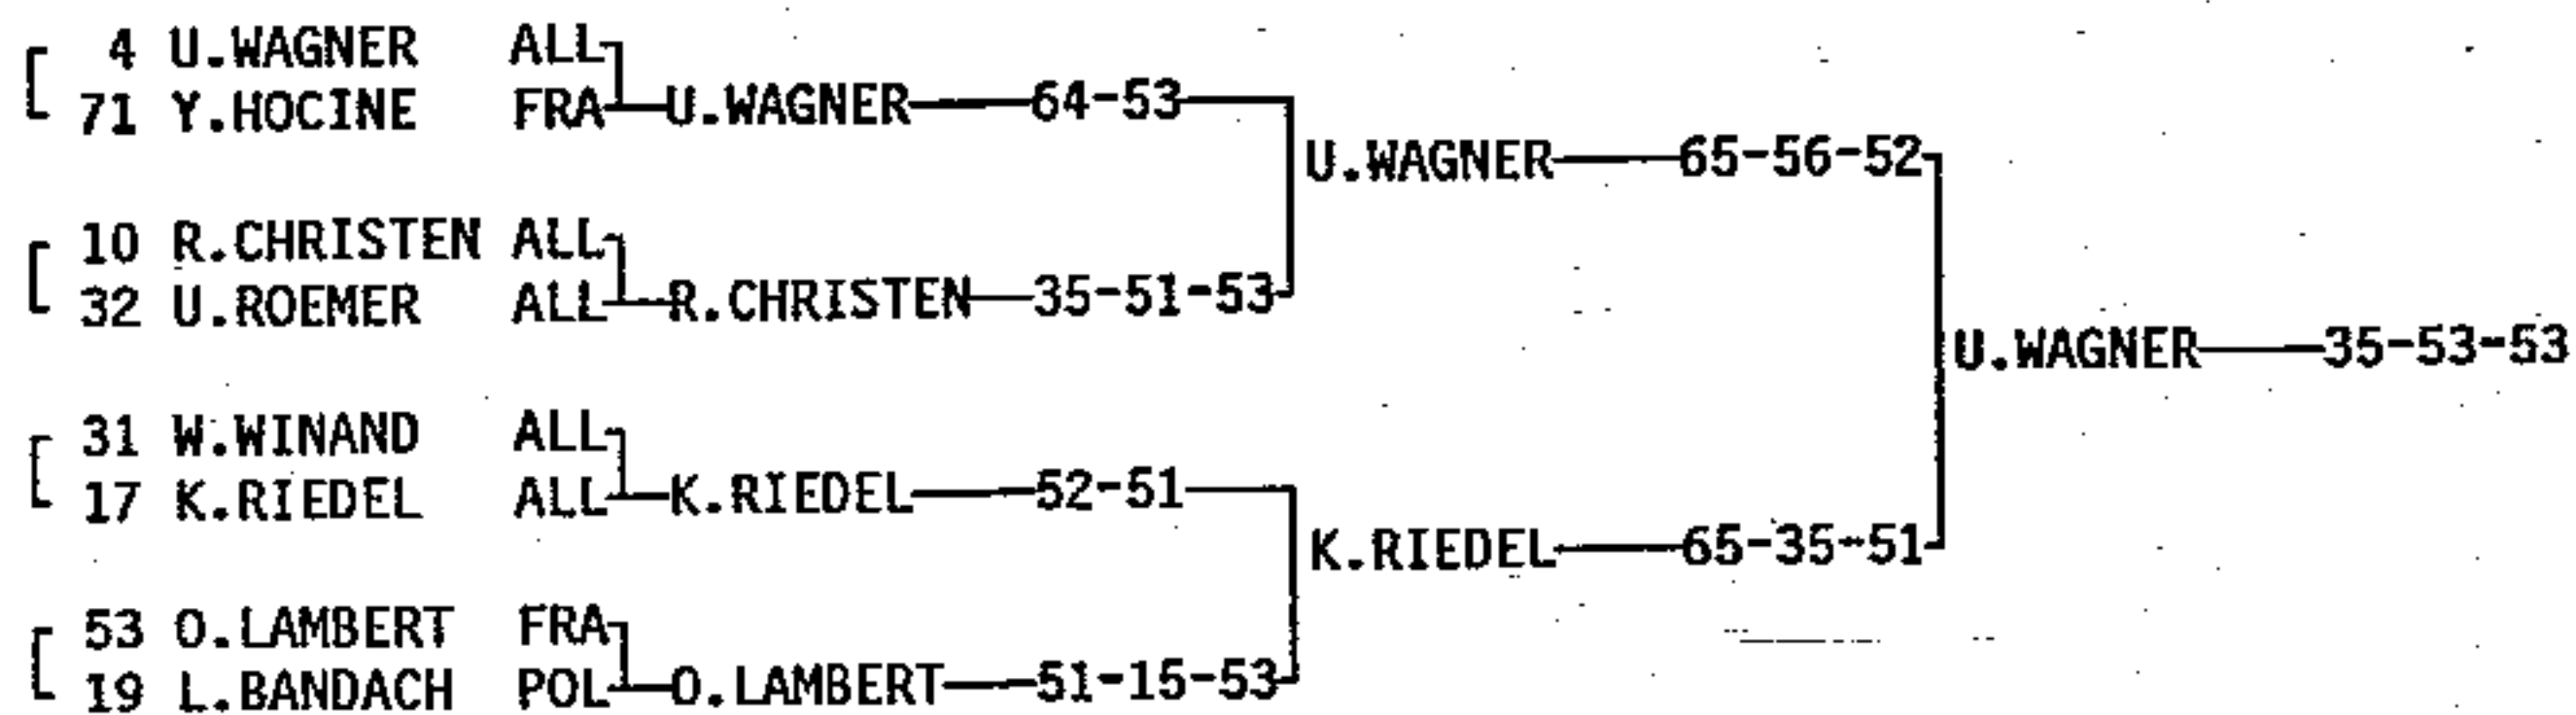 4 U.WAGNER ALL
71 Y.HOCINE FRA U.WAGNER 64-53
U.WAGNER 65-56-52
10 R.CHRISTEN ALL
32 U.ROEMER ALL R.CHRISTEN 35-51-53
U.WAGNER 35-53-53
31 W.WINAND ALL
17 K.RIEDEL ALL K.RIEDEL 52-51
K.RIEDEL 65-35-51
53 O.LAMBERT FRA
19 L.BANDACH POL O.LAMBERT 51-15-53